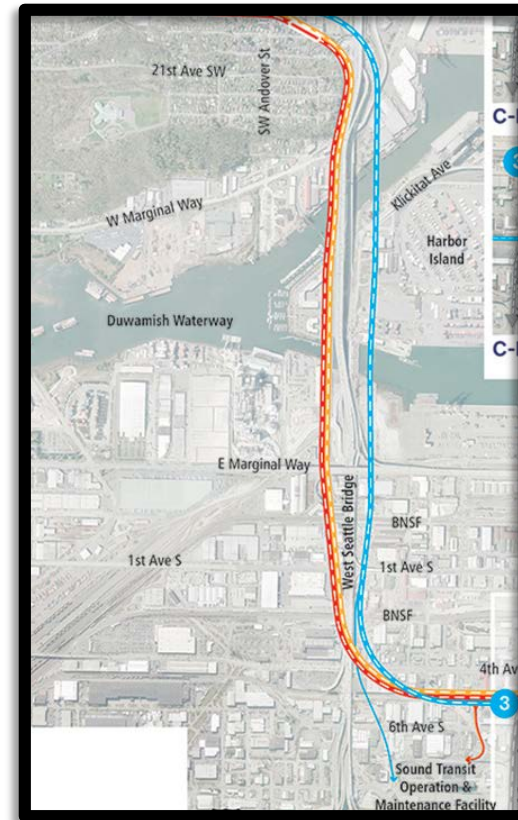 21st Ave SW
SW Andover St
C-
3
Klickitat Ave
W Marginal Way
Harbor
Island
Duwamish Waterway
C-
E Marginal Way
West Seattle Bridge
BNSF
1st Ave S
1st Ave S
BNSF
4th Av
3
6th Ave S
Sound Transit
Operation &
Maintenance Facility